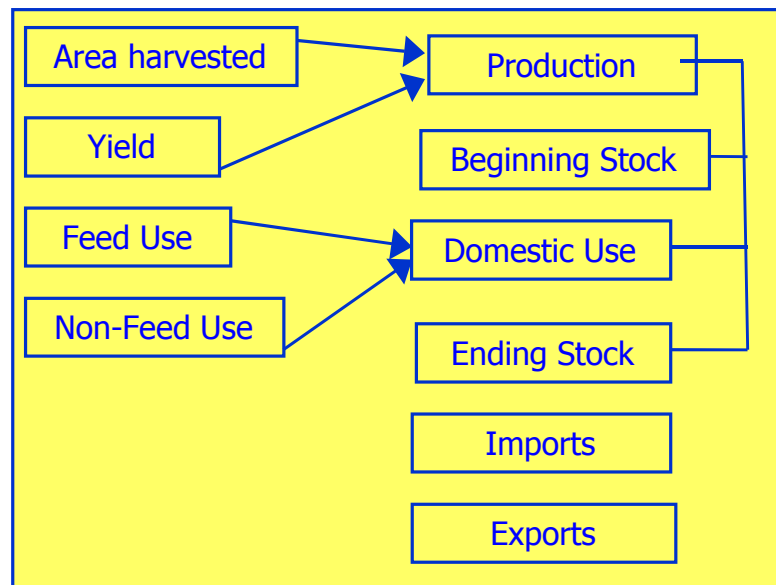 Area harvested
Yield
Feed Use
Non-Feed Use
Production
Beginning Stock
Domestic Use
Ending Stock
Imports
Exports